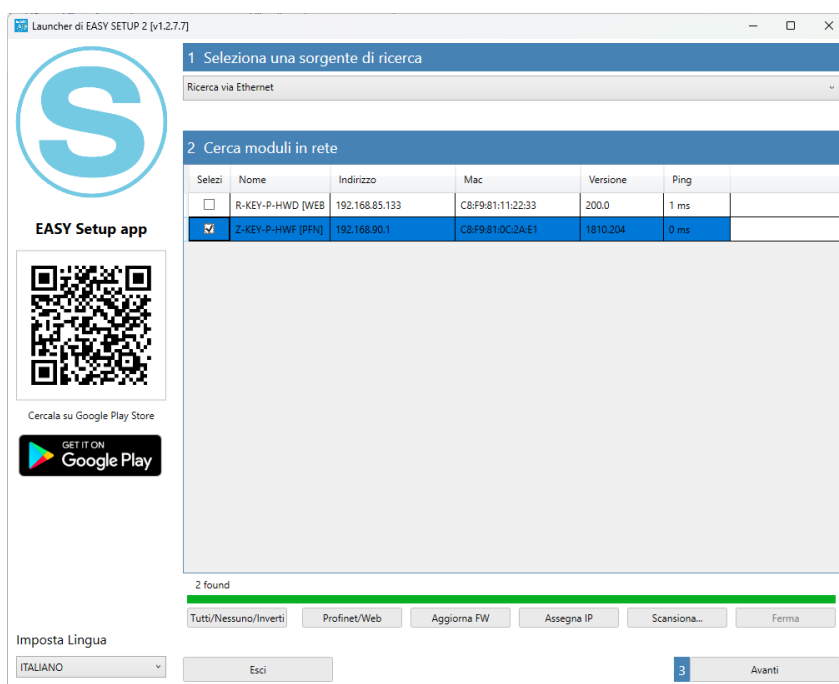 Launcher di EASY SETUP 2 [v1.2.7.7]
S
EASY Setup app
Cercala su Google Play Store
GET IT ON
Google Play
Imposta Lingua
ITALIANO
1 Seleziona una sorgente di ricerca
Ricerca via Ethernet
2 Cerca moduli in rete
Selezi Nome Indirizzo Mac Versione Ping
R-KEY-P-HWD [WEB 192.168.85.133 C8:F9:81:11:22:33 200.0 1 ms
Z-KEY-P-HWF [PFN] 192.168.90.1 C8:F9:81:0C:2A:E1 1810.204 0 ms
2 found
Tutti/Nessuno/Inverti Profinet/Web Aggiorna FW Assegna IP Scansiona... Ferma
Esci 3 Avanti